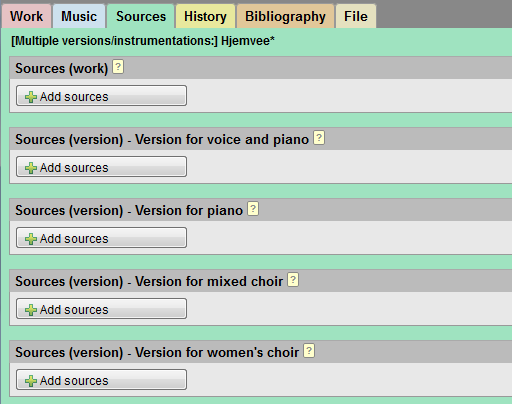 Work Music Sources History Bibliography File
[Multiple versions/instrumentations:] Hjemvee*
Sources (work) ?
Add sources
Sources (version) - Version for voice and piano ?
Add sources
Sources (version) - Version for piano ?
Add sources
Sources (version) - Version for mixed choir ?
Add sources
Sources (version) - Version for women's choir ?
Add sources